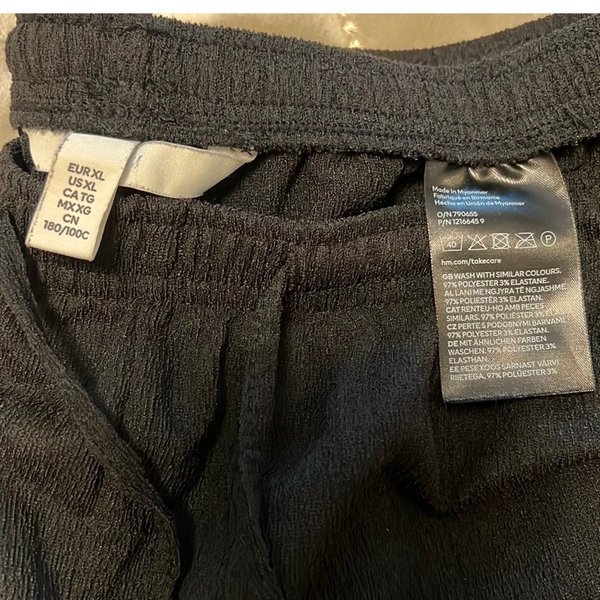 EUR XL
US XL
CA TG
MX XG
CN
180/100C
Made in Myanmar
Fabriqué en Birmanie
Hecho en Unión de Myanmar
O/N 790655
P/N 1216645 9
40
P
hm.com/takecare
GB WASH WITH SIMILAR COLOURS.
97% POLYESTER 3% ELASTANE.
AL LANI ME NGJYRA TË NGJASHME
97% POLIESTËR 3% ELASTAN.
CAT RENTEU-HO AMB PECES
SIMILARS. 97% POLIÈSTER 3%
ELASTÀ. CZ PERTE S PODOBNÝMI BARVAMI.
97% POLYESTER 3% ELASTAN.
DE MIT ÄHNLICHEN FARBEN
WASCHEN. 97% POLYESTER 3%
ELASTHAN.
EE PESE KOOS SARNAST VÄRVI
RIIETEGA. 97% POLÜESTER 3%